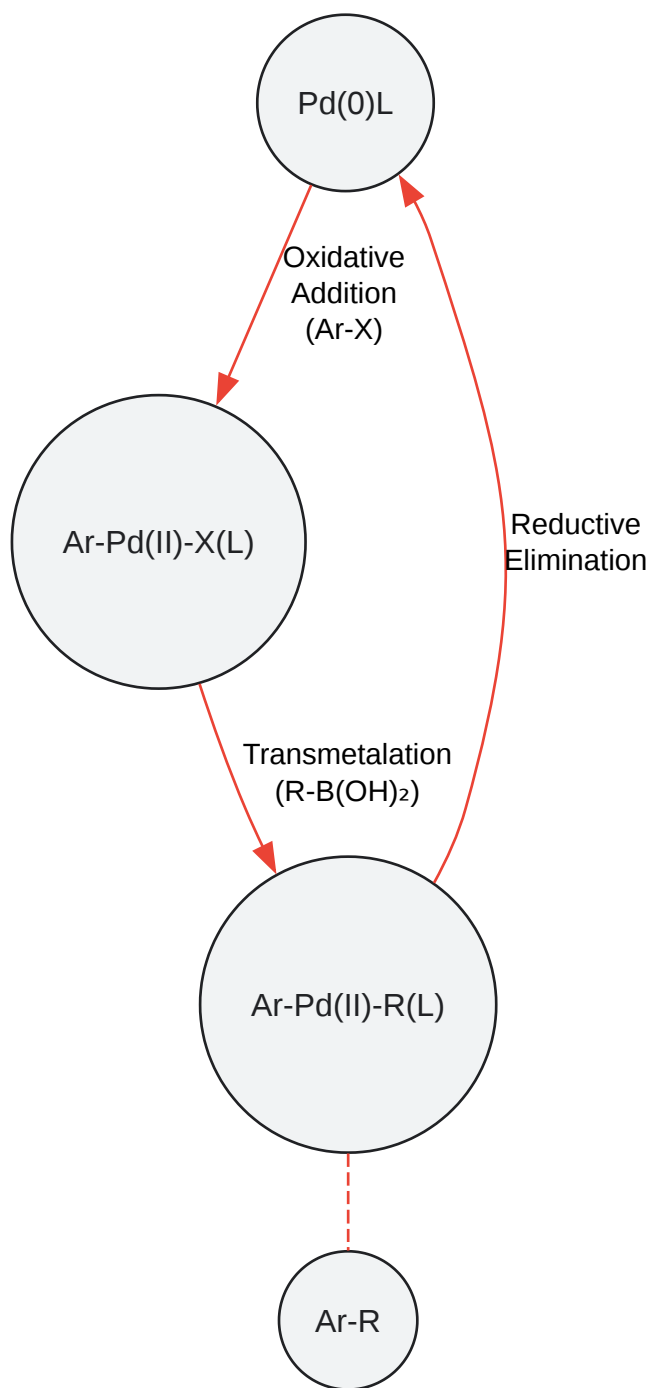 Pd(0)L
Oxidative
Addition
(Ar-X)
Ar-Pd(II)-X(L)
Reductive
Elimination
Transmetalation
(R-B(OH)₂)
Ar-Pd(II)-R(L)
Ar-R